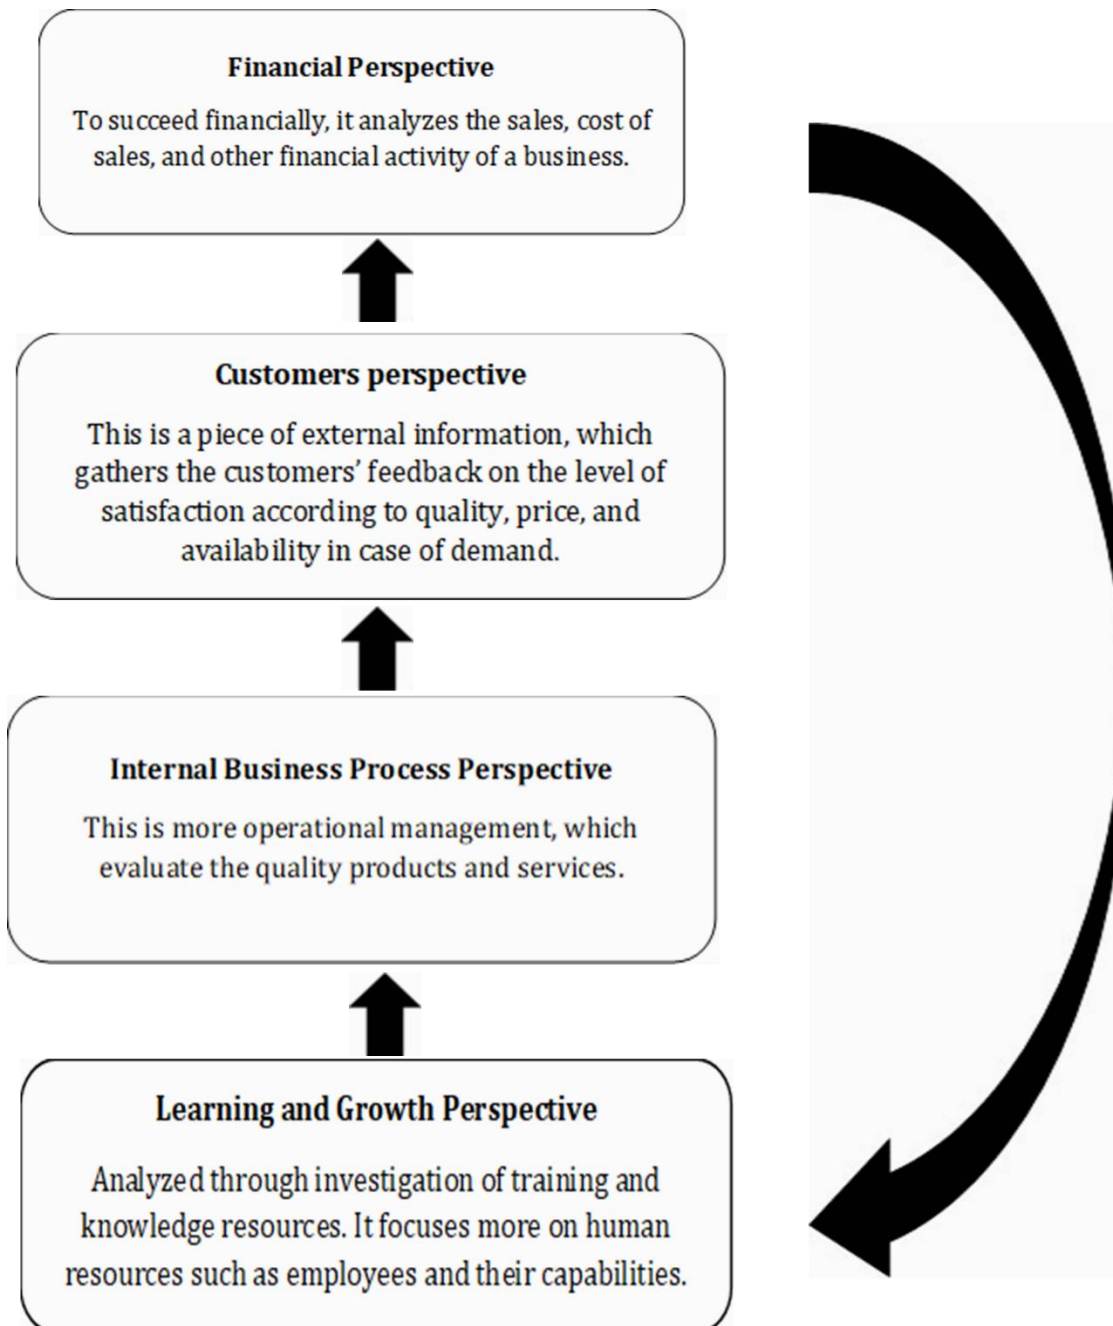 Financial Perspective
To succeed financially, it analyzes the sales, cost of
sales, and other financial activity of a business.
Customers perspective
This is a piece of external information, which
gathers the customers’ feedback on the level of
satisfaction according to quality, price, and
availability in case of demand.
Internal Business Process Perspective
This is more operational management, which
evaluate the quality products and services.
Learning and Growth Perspective
Analyzed through investigation of training and
knowledge resources. It focuses more on human
resources such as employees and their capabilities.